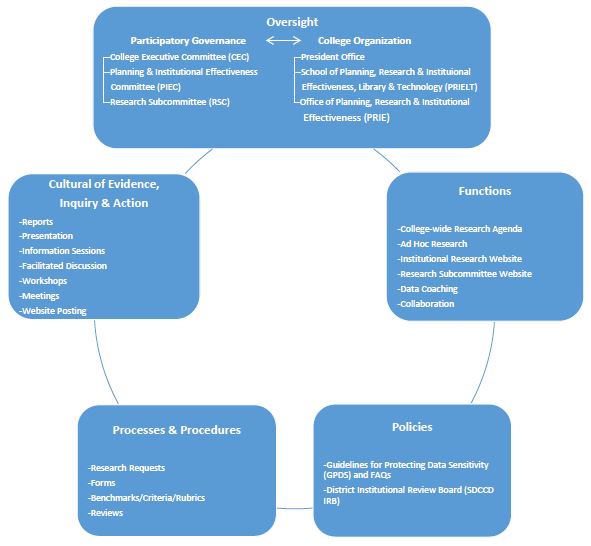 Oversight
Participatory Governance
College Executive Committee (CEC)
Planning & Institutional Effectiveness
Committee (PIEC)
Research Subcommittee (RSC)
College Organization
President Office
School of Planning, Research & Institutional
Effectiveness, Library & Technology (PRIELT)
Office of Planning, Research & Institutional
Effectiveness (PRIE)
Cultural of Evidence,
Inquiry & Action
-Reports
-Presentation
-Information Sessions
-Facilitated Discussion
-Workshops
-Meetings
-Website Posting
Functions
-College-wide Research Agenda
-Ad Hoc Research
-Institutional Research Website
-Research Subcommittee Website
-Data Coaching
-Collaboration
Processes & Procedures
-Research Requests
-Forms
-Benchmarks/Criteria/Rubrics
-Reviews
Policies
-Guidelines for Protecting Data Sensitivity
(GPDS) and FAQs
-District Institutional Review Board (SDCCD
IRB)